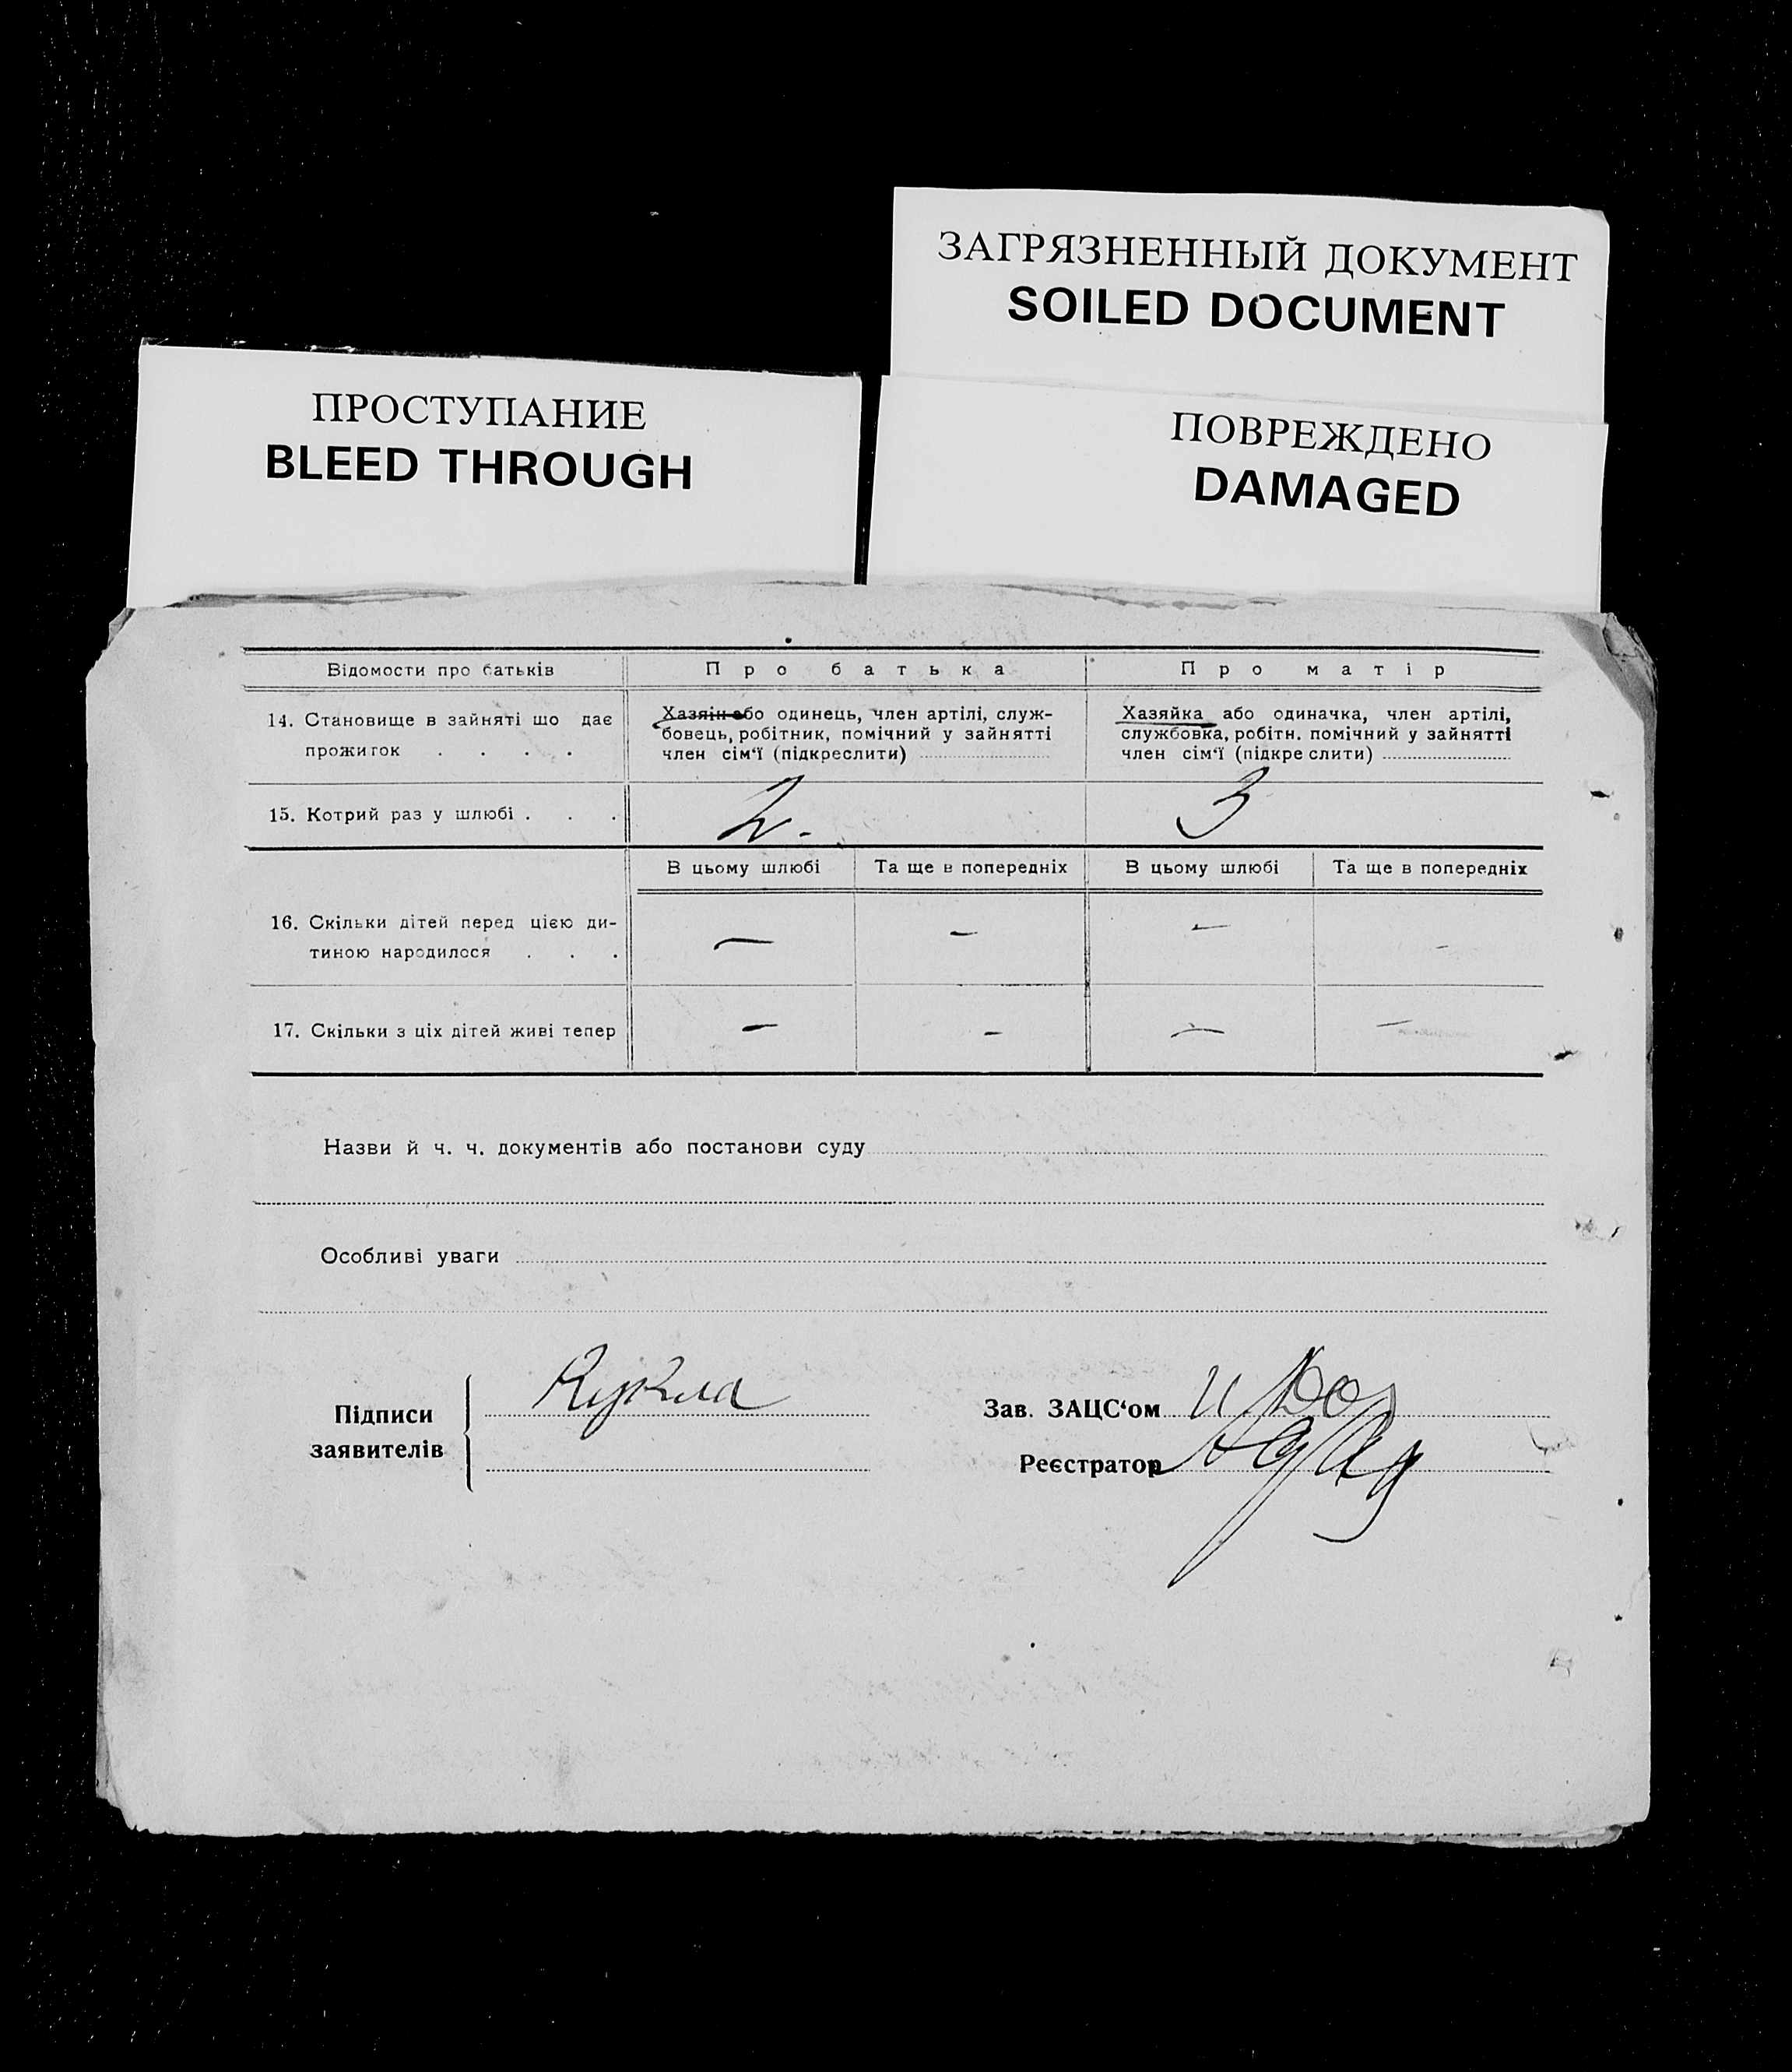 ЗАГРЯЗНЕННЫЙ ДОКУМЕНТ
SOILED DOCUMENT
ПРОСТУПАНИЕ
BLEED THROUGH
ПОВРЕЖДЕНО
DAMAGED
Відомости про батьків
Про батька
Про матір
14. Становище в зайняті що дає
прожиток . . . .
Хазяїн або одинець, член артілі, служ-
бовець, робітник, помічний у зайнятті
член сім‘ї (підкреслити)
Хазяйка або одиначка, член артілі,
службовка, робітн. помічний у зайнятті
член сім‘ї (підкреслити)
15. Котрий раз у шлюбі . . .
2.
3
В цьому шлюбі
Та ще в попередніх
В цьому шлюбі
Та ще в попередніх
16. Скільки дітей перед цією ди-
тиною народилося . . .
— — — -
17. Скільки з ціх дітей живі тепер
— - — —
Назви й ч. ч. документів або постанови суду
Особливі уваги
Підписи
заявителів
Кукла
Зав. ЗАЦС‘ом
Реєстратор